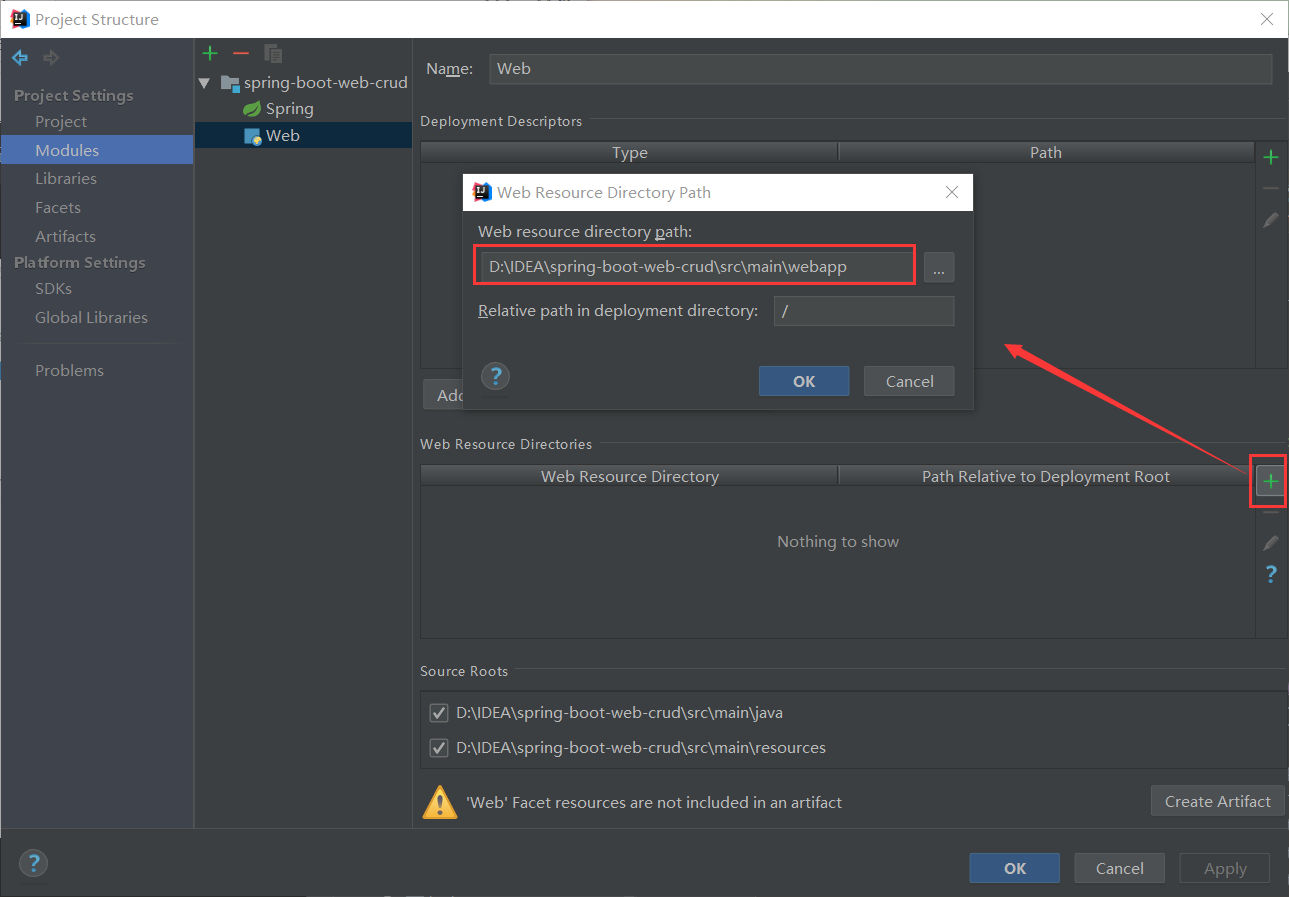 Project Structure
Project Settings
Project
Modules
Libraries
Facets
Artifacts
Platform Settings
SDKs
Global Libraries
Problems
spring-boot-web-crud
Spring
Web
Name: Web
Deployment Descriptors
Type Path
Web Resource Directory Path
Web resource directory path:
D:\IDEA\spring-boot-web-crud\src\main\webapp
...
Relative path in deployment directory: /
? OK Cancel
Add
Web Resource Directories
Web Resource Directory Path Relative to Deployment Root
Nothing to show
?
Source Roots
D:\IDEA\spring-boot-web-crud\src\main\java
D:\IDEA\spring-boot-web-crud\src\main\resources
'Web' Facet resources are not included in an artifact Create Artifact
? OK Cancel Apply